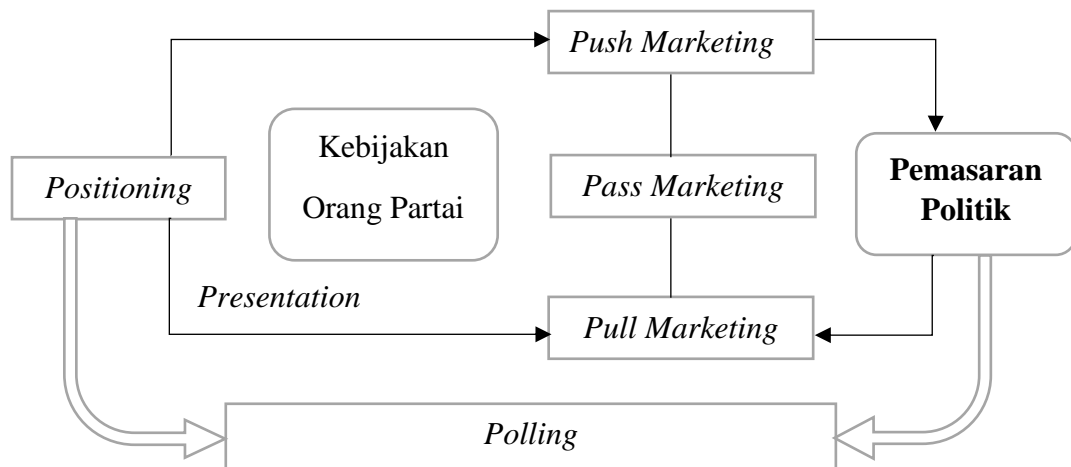 Push Marketing
Kebijakan
Orang Partai
Positioning
Pass Marketing
Pemasaran
Politik
Presentation
Pull Marketing
Polling